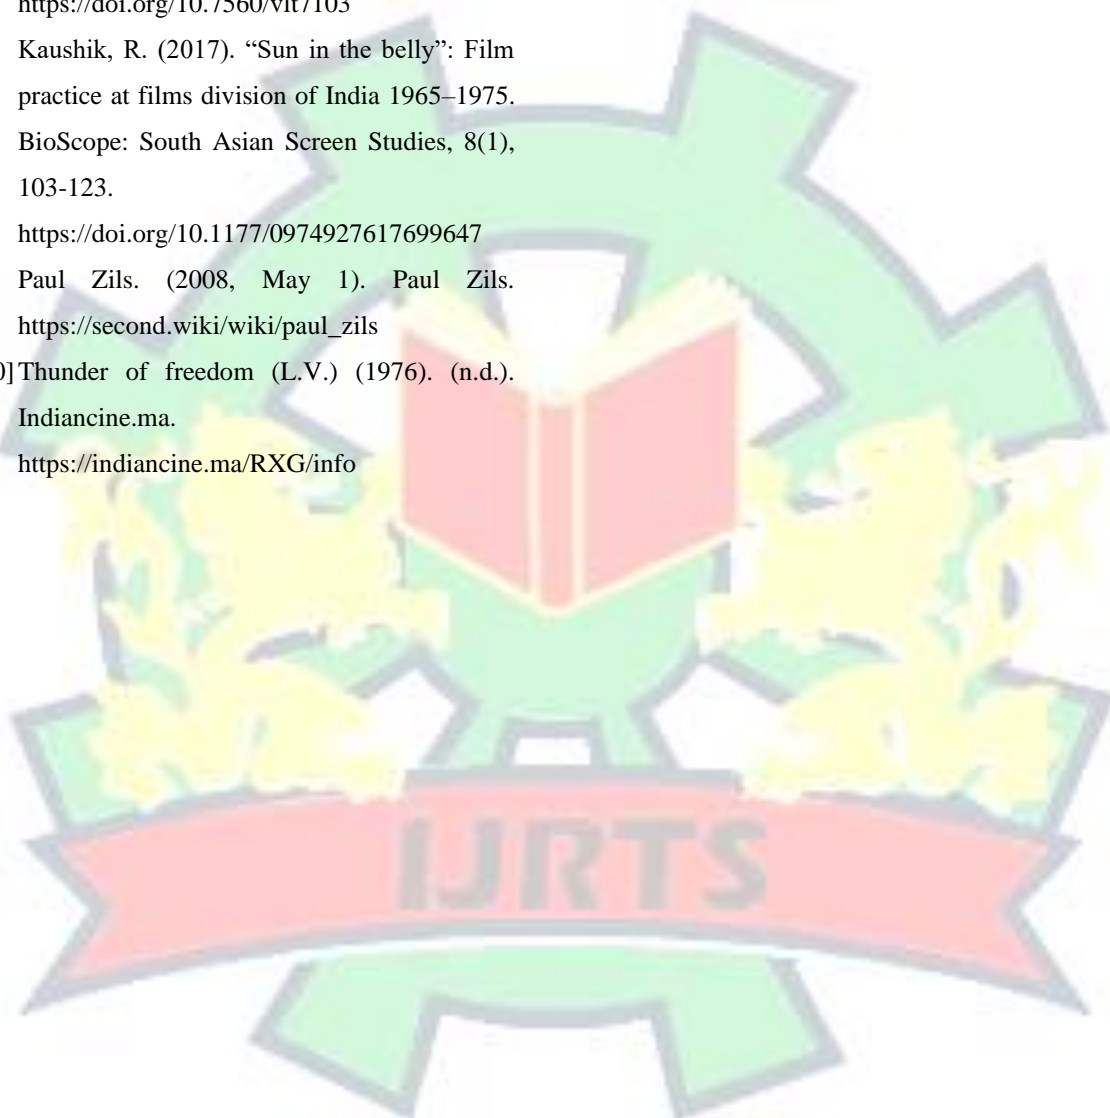 https://doi.org/10.7560/vlt7103
Kaushik, R. (2017). “Sun in the belly”: Film
practice at films division of India 1965–1975.
BioScope: South Asian Screen Studies, 8(1),
103-123.
https://doi.org/10.1177/0974927617699647
Paul Zils. (2008, May 1). Paul Zils.
https://second.wiki/wiki/paul_zils
0] Thunder of freedom (L.V.) (1976). (n.d.).
Indiancine.ma.
https://indiancine.ma/RXG/info
IJRTS